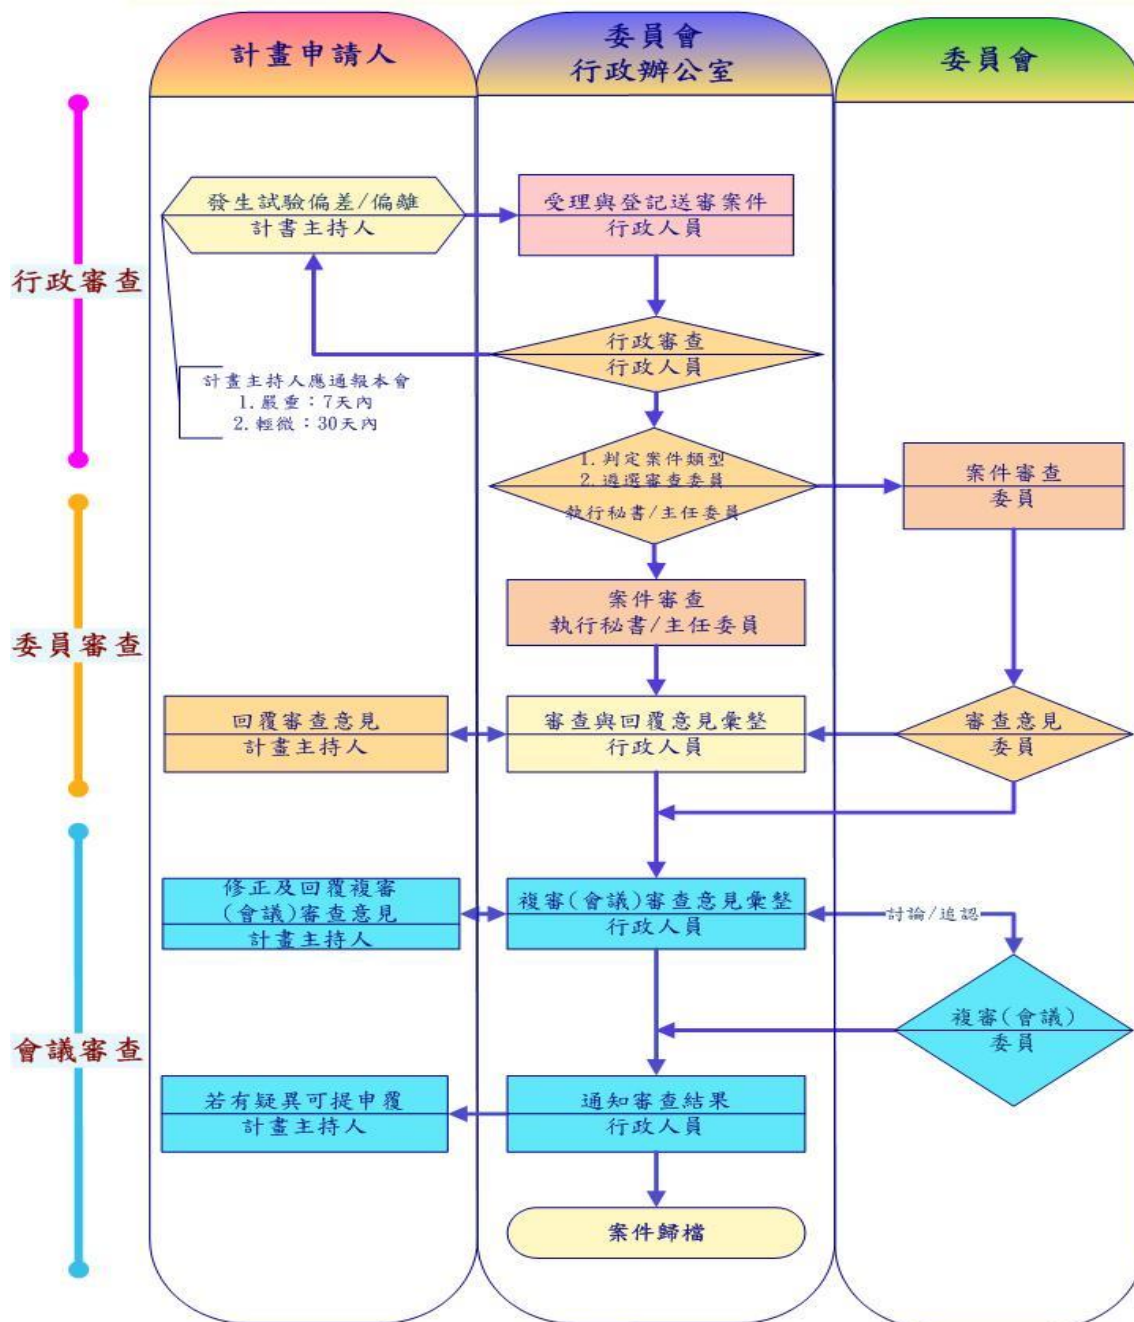 計畫申請人
委員會
行政辦公室
委員會
行政審查
發生試驗偏差/偏離
計書主持人
受理與登記送審案件
行政人員
行政審查
行政人員
計畫主持人應通報本會
1.嚴重：7天內
2.輕微：30天內
1.判定案件類型
2.遴選審查委員
執行秘書/主任委員
案件審查
委員
委員審查
案件審查
執行秘書/主任委員
回覆審查意見
計畫主持人
審查與回覆意見彙整
行政人員
審查意見
委員
會議審查
修正及回覆複審
(會議)審查意見
計畫主持人
複審(會議)審查意見彙整
行政人員
討論/追認
複審(會議)
委員
若有疑異可提申覆
計畫主持人
通知審查結果
行政人員
案件歸檔